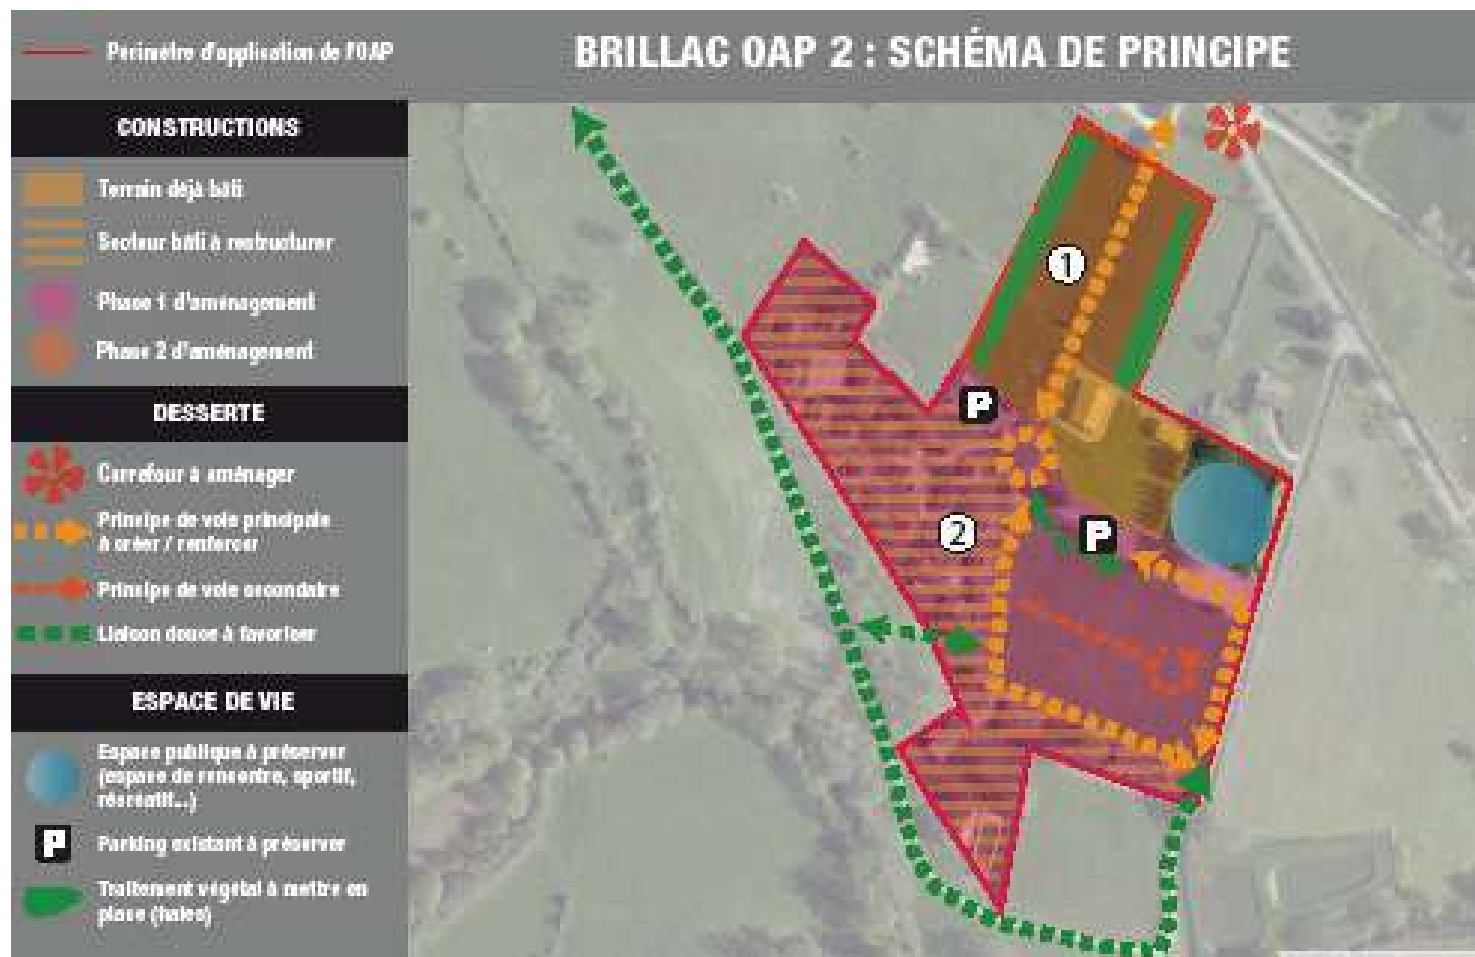 Périmètre d'application de l'OAP
BRILLAC OAP 2 : SCHÉMA DE PRINCIPE
CONSTRUCTIONS
Terrain déjà bâti
Secteur bâti à restructurer
Phase 1 d'aménagement
Phase 2 d'aménagement
DESSERTE
Carrefour à aménager
Principe de voie principale
à créer / renforcer
Principe de voie secondaire
Liaison douce à favoriser
ESPACE DE VIE
Espace publique à préserver
(espace de rencontre, sportif,
récréatif...)
P
Parking existant à préserver
Traitement végétal à mettre en
place (haies)
1
P
2
P